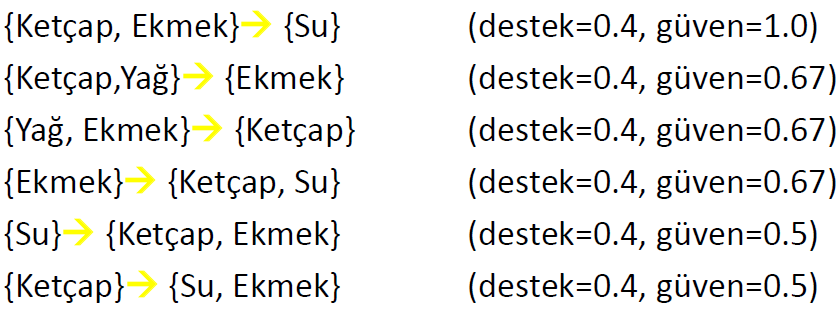 {Ketçap, Ekmek}→ {Su} (destek=0.4, güven=1.0)
{Ketçap,Yağ}→ {Ekmek} (destek=0.4, güven=0.67)
{Yağ, Ekmek}→ {Ketçap} (destek=0.4, güven=0.67)
{Ekmek}→ {Ketçap, Su} (destek=0.4, güven=0.67)
{Su}→ {Ketçap, Ekmek} (destek=0.4, güven=0.5)
{Ketçap}→ {Su, Ekmek} (destek=0.4, güven=0.5)